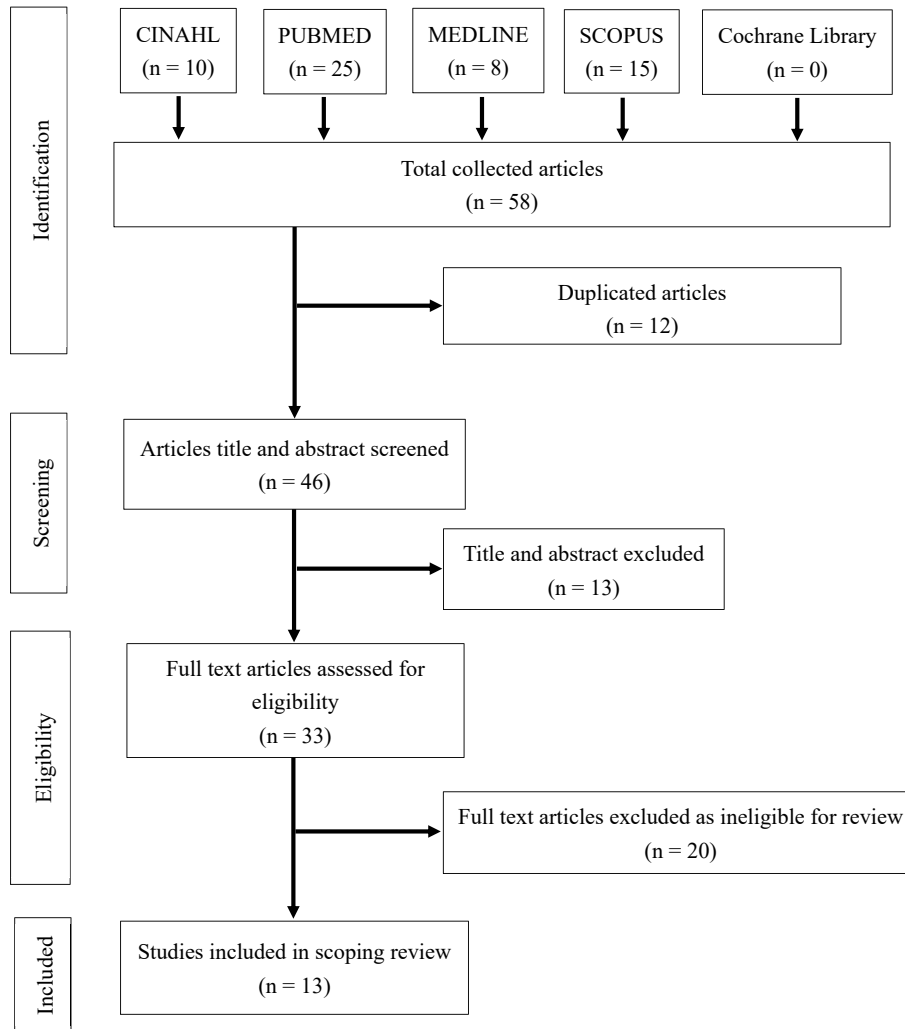 Identification
CINAHL
(n = 10)
PUBMED
(n = 25)
MEDLINE
(n = 8)
SCOPUS
(n = 15)
Cochrane Library
(n = 0)
Total collected articles
(n = 58)
Duplicated articles
(n = 12)
Screening
Articles title and abstract screened
(n = 46)
Title and abstract excluded
(n = 13)
Eligibility
Full text articles assessed for
eligibility
(n = 33)
Full text articles excluded as ineligible for review
(n = 20)
Included
Studies included in scoping review
(n = 13)